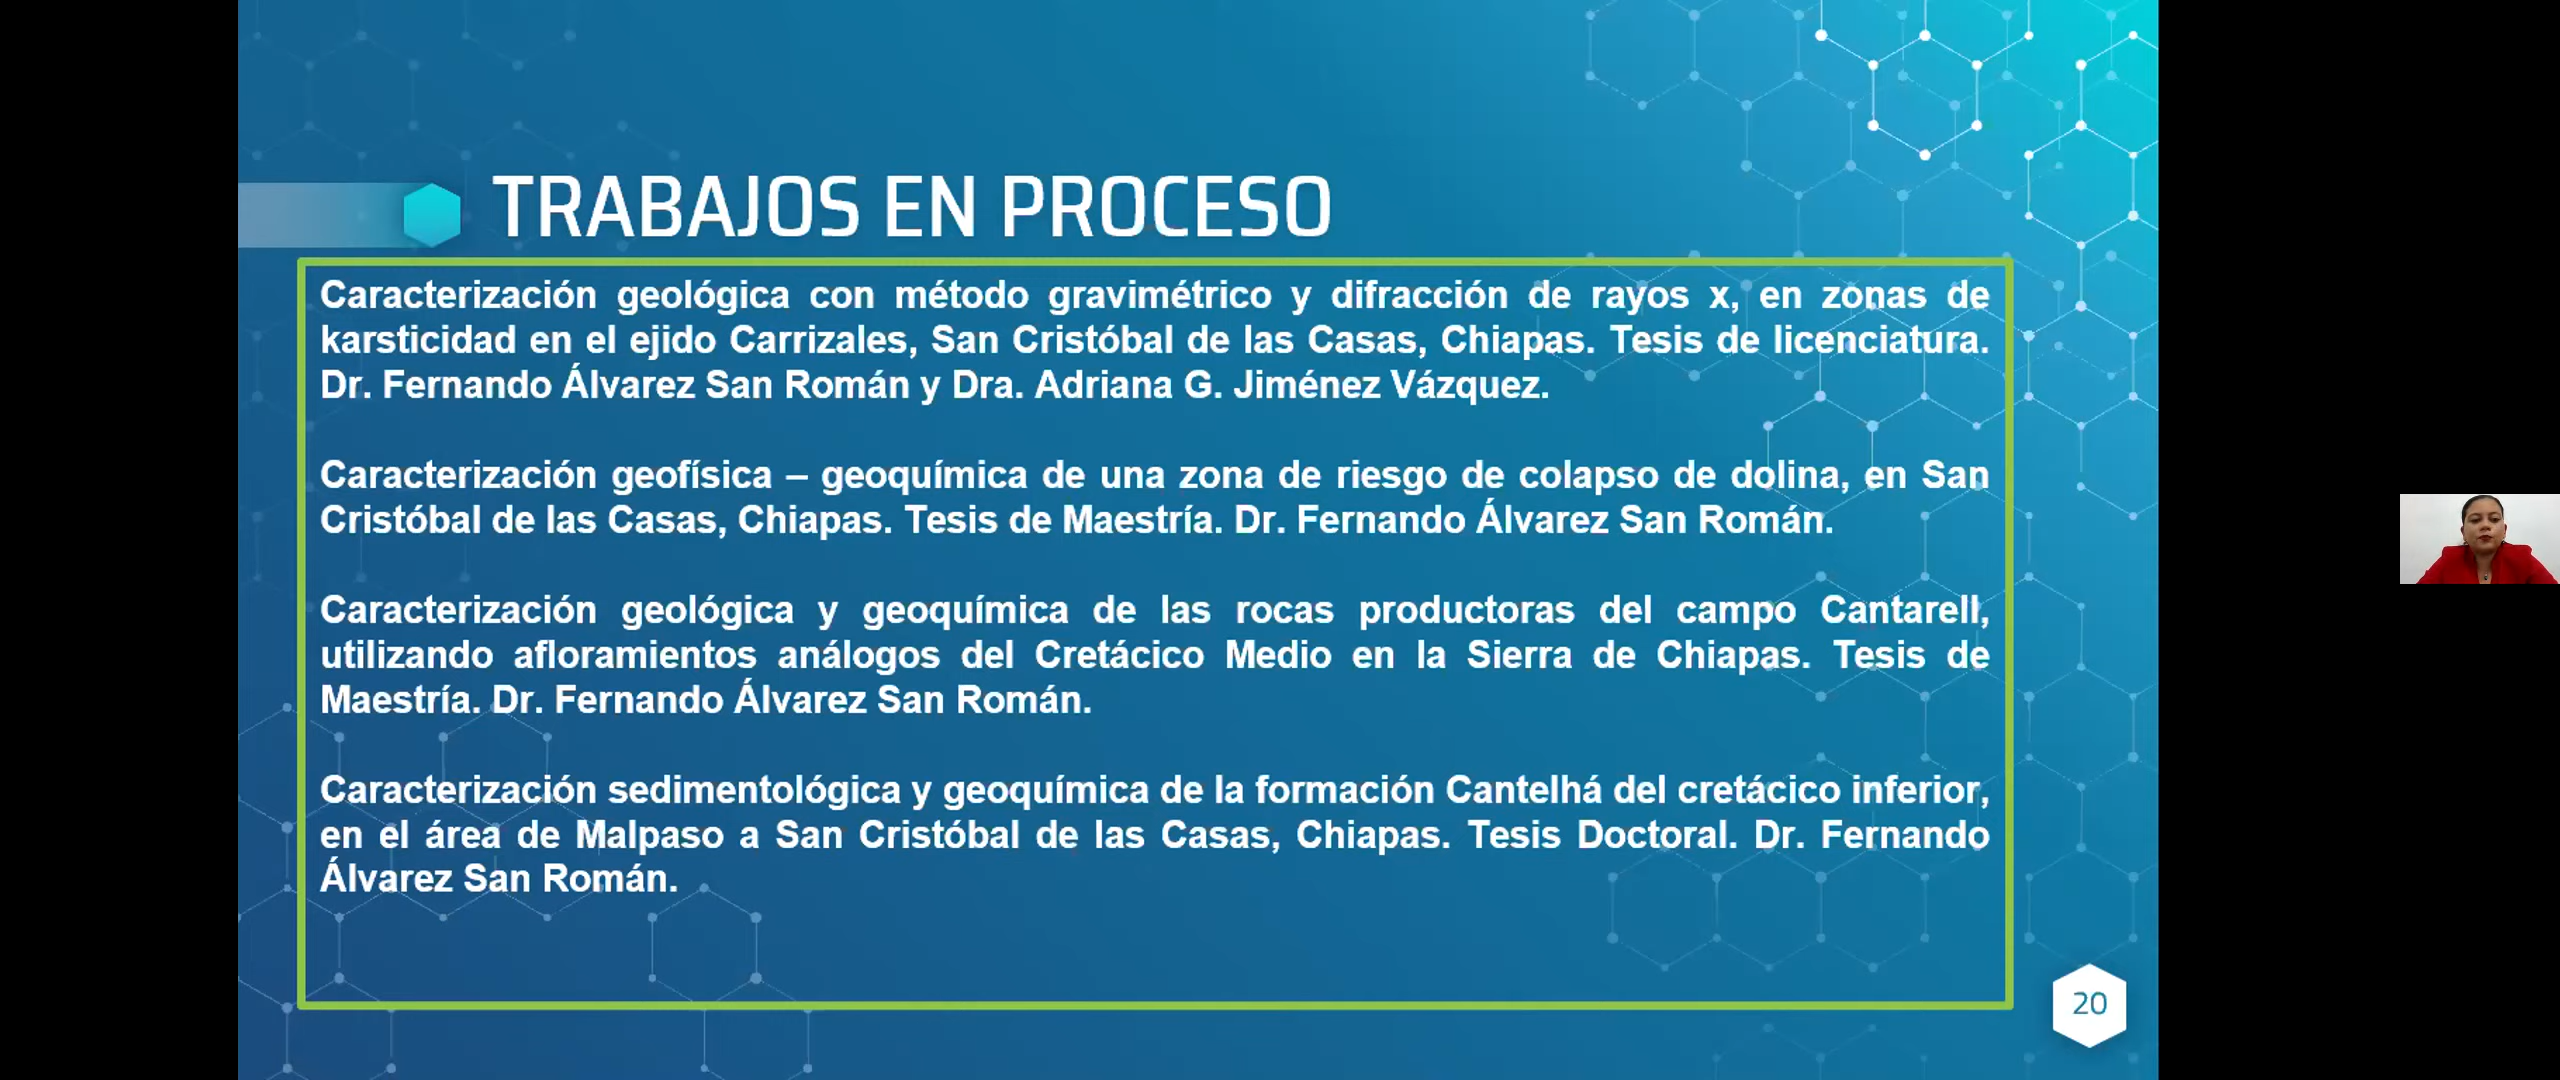 TRABAJOS EN PROCESO
Caracterización geológica con método gravimétrico y difracción de rayos x, en zonas de
karsticidad en el ejido Carrizales, San Cristóbal de las Casas, Chiapas. Tesis de licenciatura.
Dr. Fernando Álvarez San Román y Dra. Adriana G. Jiménez Vázquez.
Caracterización geofísica – geoquímica de una zona de riesgo de colapso de dolina, en San
Cristóbal de las Casas, Chiapas. Tesis de Maestría. Dr. Fernando Álvarez San Román.
Caracterización geológica y geoquímica de las rocas productoras del campo Cantarell,
utilizando afloramientos análogos del Cretácico Medio en la Sierra de Chiapas. Tesis de
Maestría. Dr. Fernando Álvarez San Román.
Caracterización sedimentológica y geoquímica de la formación Cantelhá del cretácico inferior,
en el área de Malpaso a San Cristóbal de las Casas, Chiapas. Tesis Doctoral. Dr. Fernando
Álvarez San Román.
20